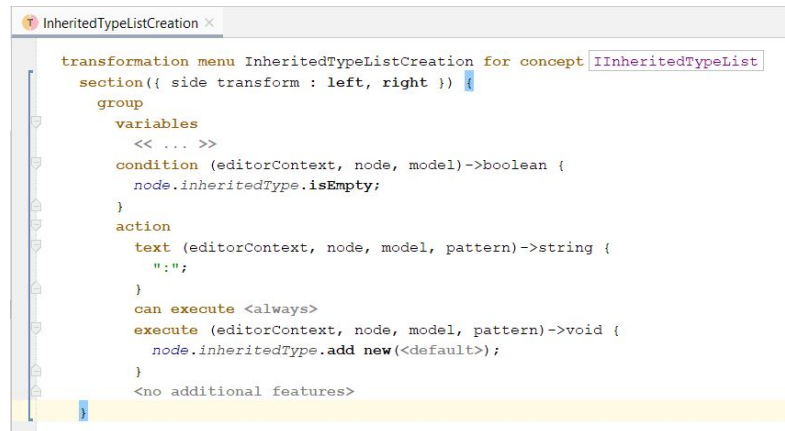 T InheritedTypeListCreation ×
transformation menu InheritedTypeListCreation for concept IInheritedTypeList
section({ side transform : left, right }) {
group
variables
<< ... >>
condition (editorContext, node, model)->boolean {
node.inheritedType.isEmpty;
}
action
text (editorContext, node, model, pattern)->string {
":";
}
can execute <always>
execute (editorContext, node, model, pattern)->void {
node.inheritedType.add new(<default>);
}
<no additional features>
}